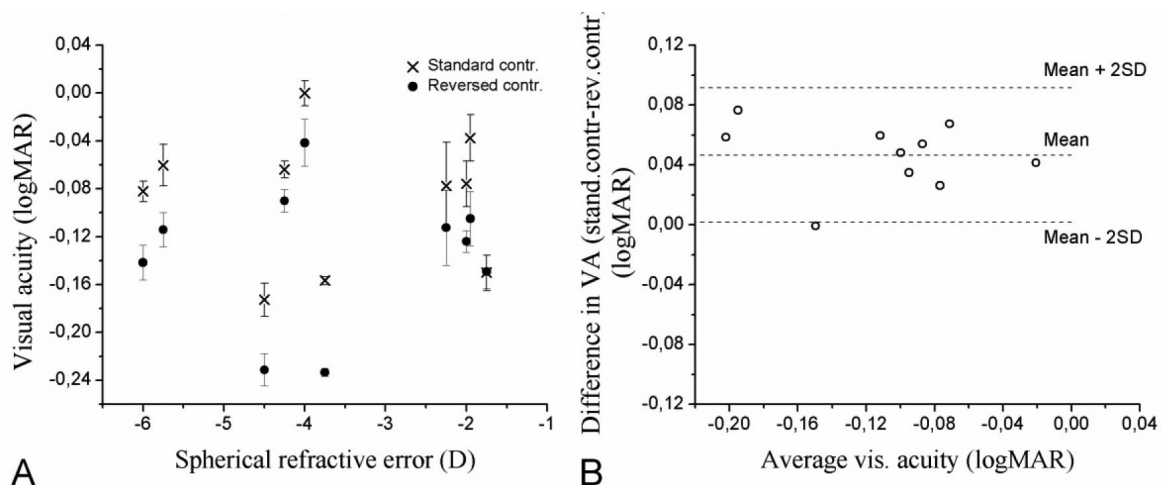 0,04
0,00
-0,04
-0,08
-0,12
-0,16
-0,20
-0,24
Visual acuity (logMAR)
Standard contr.
Reversed contr.
-6
-5
-4
-3
-2
-1
Spherical refractive error (D)
A
Difference in VA (stand.contr-rev.contr)
(logMAR)
0,12
0,08
0,04
0,00
-0,04
-0,08
-0,12
Mean + 2SD
Mean
Mean - 2SD
-0,20
-0,16
-0,12
-0,08
-0,04
0,00
0,04
Average vis. acuity (logMAR)
B